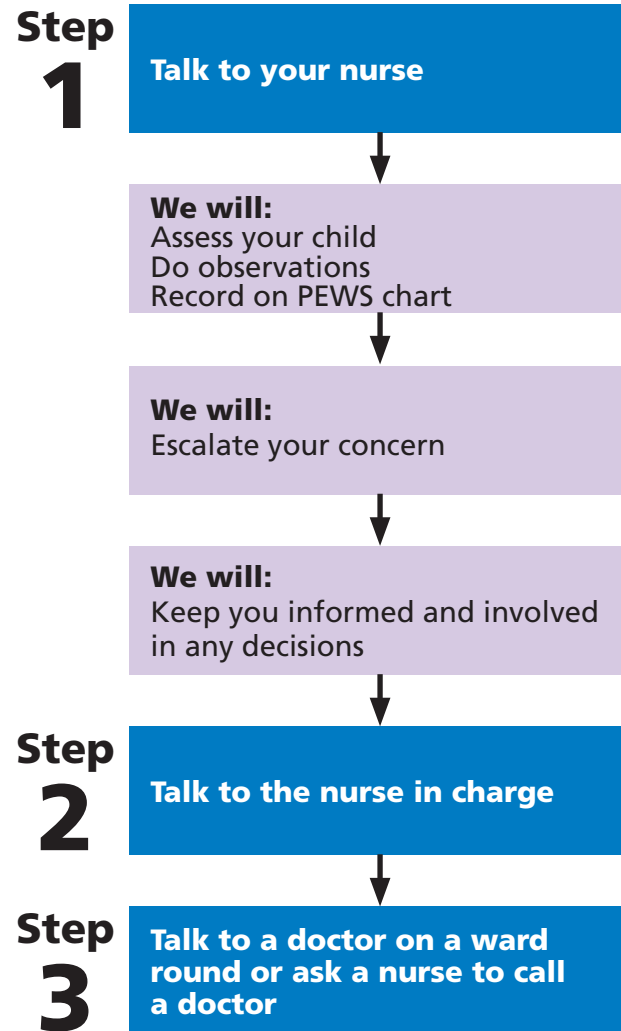 Step
1
Talk to your nurse
We will:
Assess your child
Do observations
Record on PEWS chart
We will:
Escalate your concern
We will:
Keep you informed and involved
in any decisions
Step
2
Talk to the nurse in charge
Step
3
Talk to a doctor on a ward
round or ask a nurse to call
a doctor